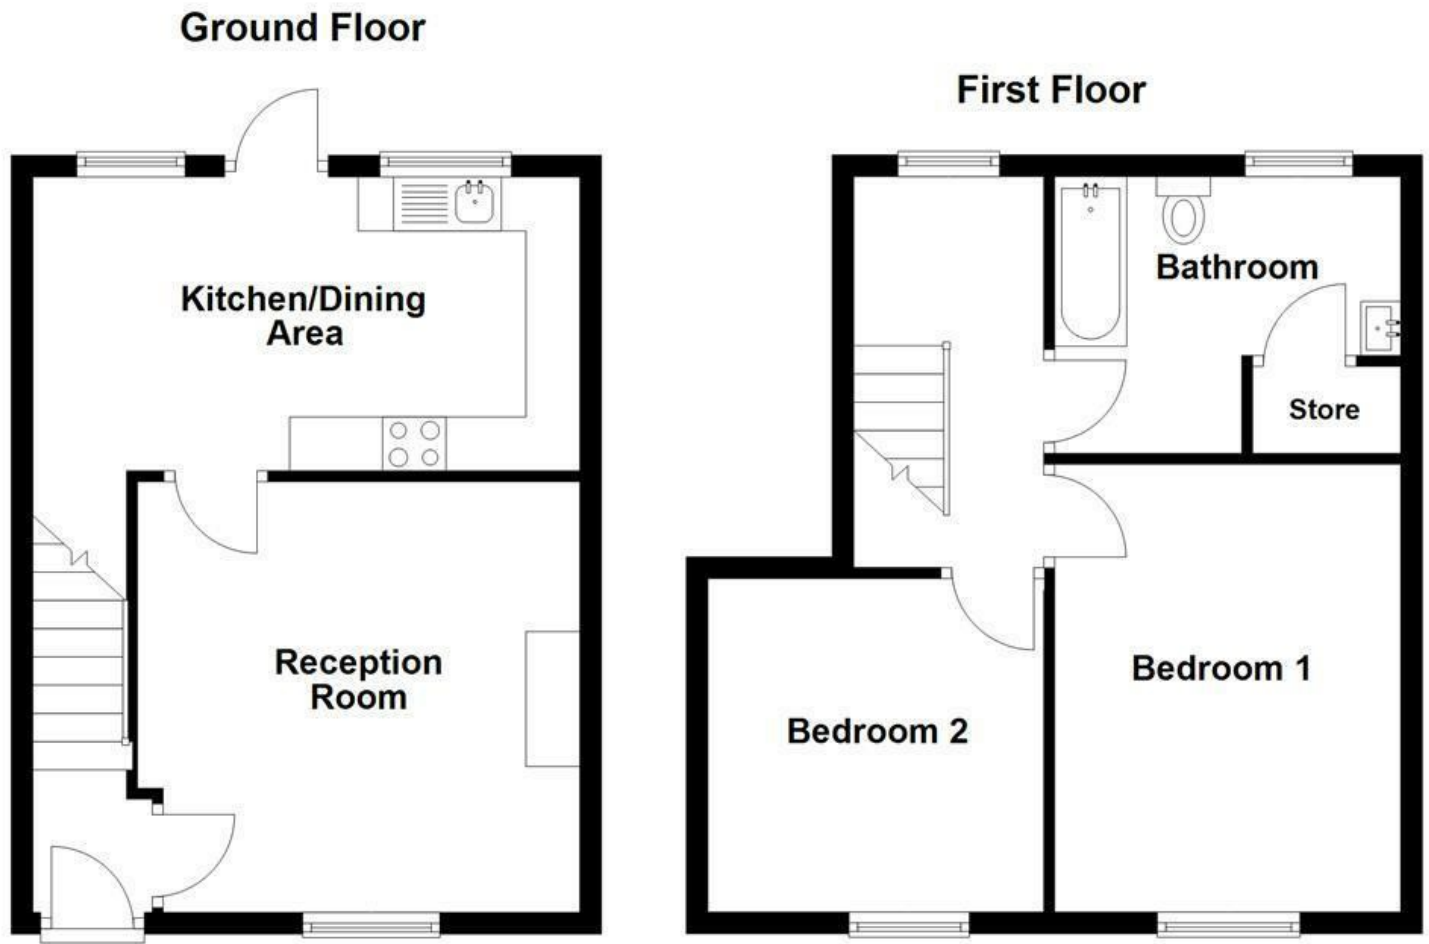 Ground Floor
Kitchen/Dining
Area
Reception
Room
First Floor
Bathroom
Store
Bedroom 1
Bedroom 2